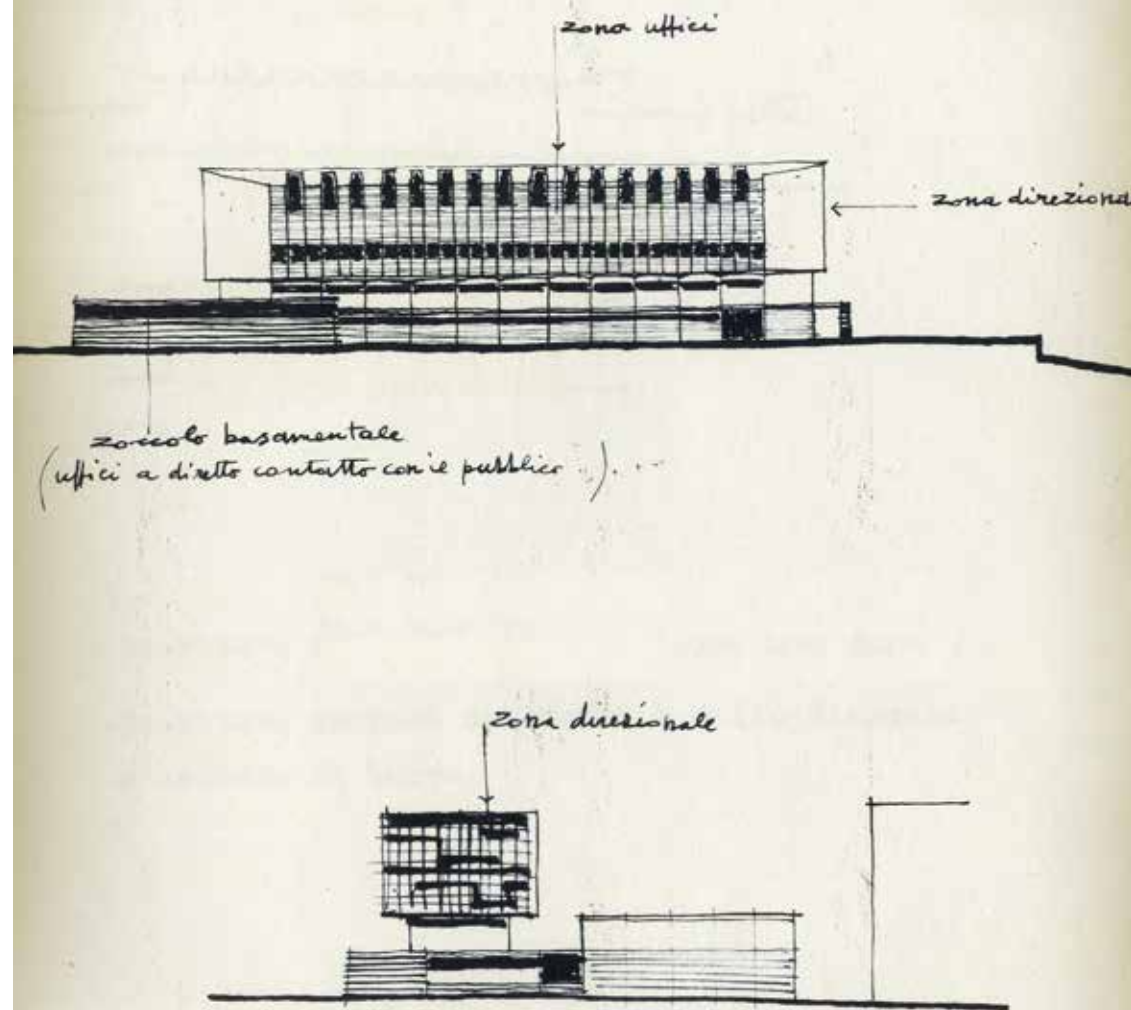 zona uffici
zona direziona
zoccolo basamentale
(uffici a diretto contatto con il pubblico ..). ...
zona direzionale